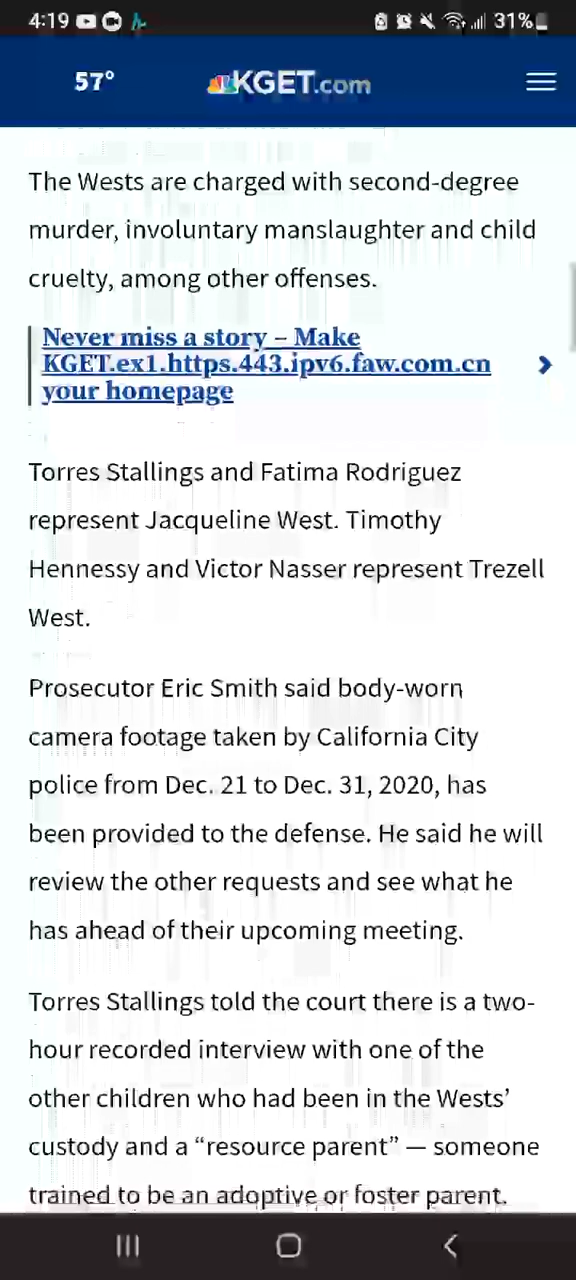 4:19
31%
57°
KGET.com
The Wests are charged with second-degree
murder, involuntary manslaughter and child
cruelty, among other offenses.
Never miss a story – Make
KGET.ex1.https.443.ipv6.faw.com.cn
your homepage
Torres Stallings and Fatima Rodriguez
represent Jacqueline West. Timothy
Hennessy and Victor Nasser represent Trezell
West.
Prosecutor Eric Smith said body-worn
camera footage taken by California City
police from Dec. 21 to Dec. 31, 2020, has
been provided to the defense. He said he will
review the other requests and see what he
has ahead of their upcoming meeting.
Torres Stallings told the court there is a two-
hour recorded interview with one of the
other children who had been in the Wests’
custody and a “resource parent” — someone
trained to be an adoptive or foster parent.